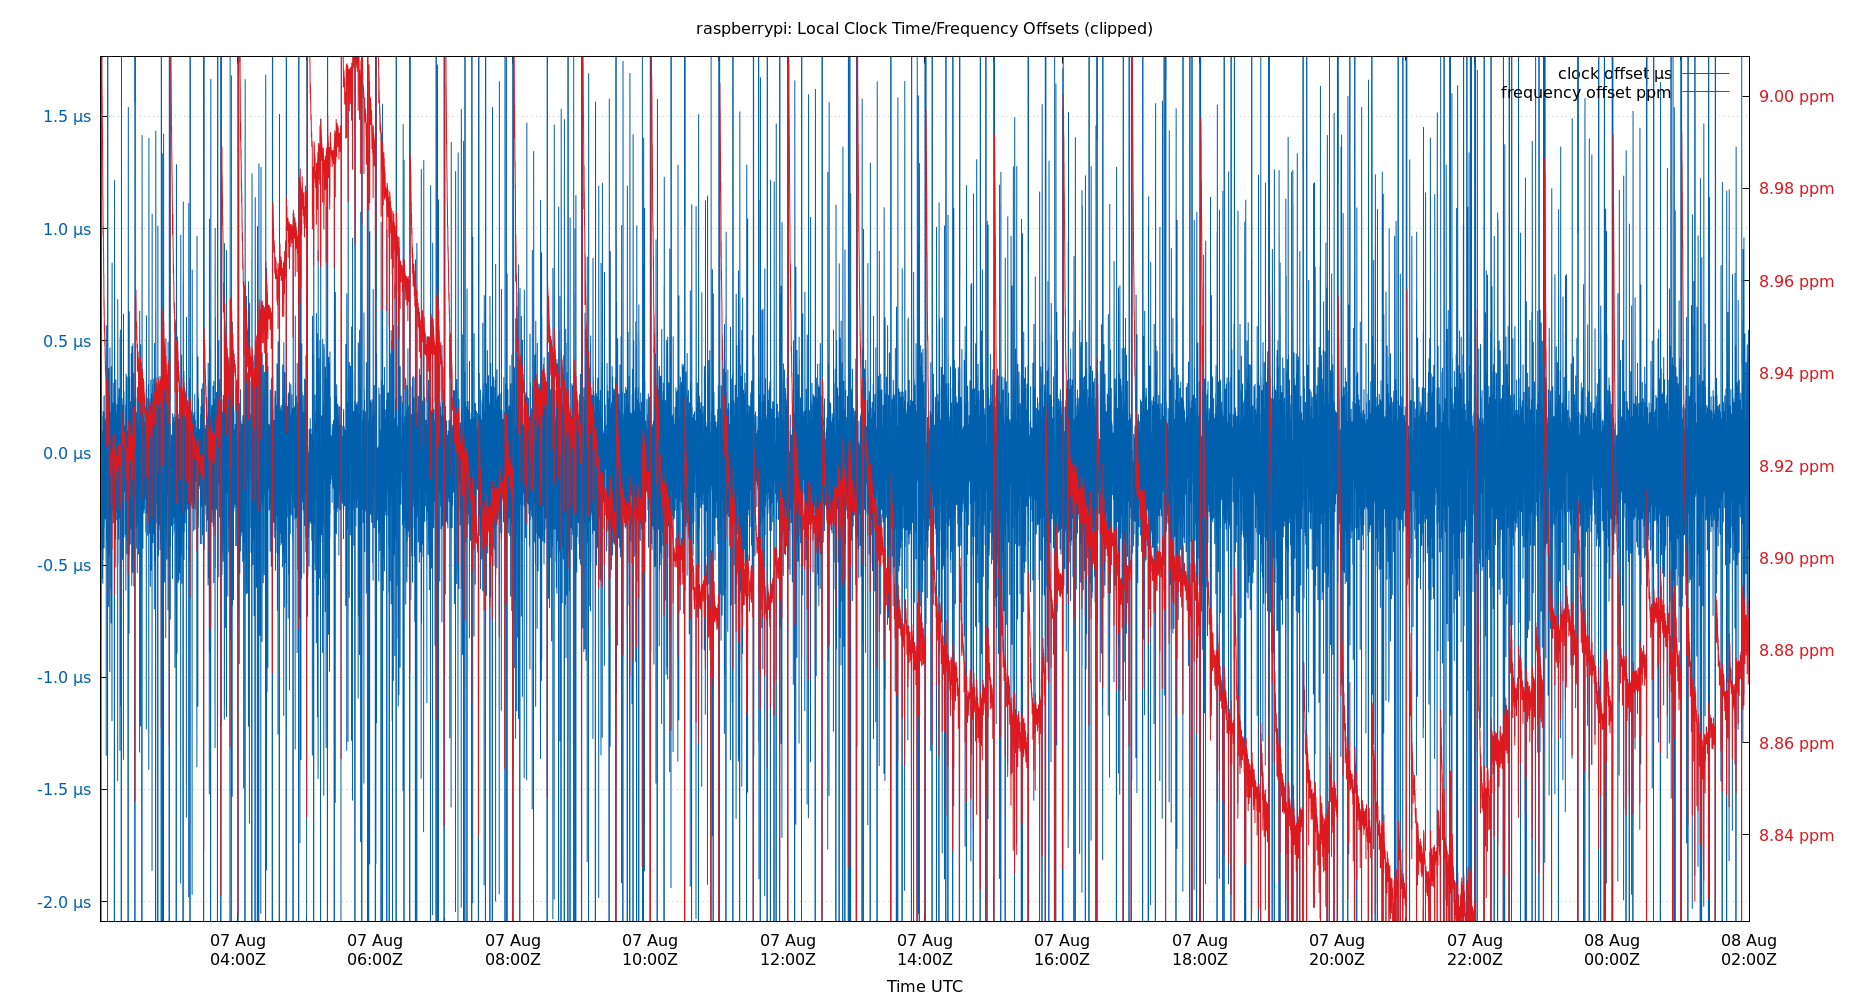 raspberrypi: Local Clock Time/Frequency Offsets (clipped)
clock offset µs
frequency offset ppm
1.5 µs
1.0 µs
0.5 µs
0.0 µs
-0.5 µs
-1.0 µs
-1.5 µs
-2.0 µs
9.00 ppm
8.98 ppm
8.96 ppm
8.94 ppm
8.92 ppm
8.90 ppm
8.88 ppm
8.86 ppm
8.84 ppm
07 Aug 07 Aug 07 Aug 07 Aug 07 Aug 07 Aug 07 Aug 07 Aug 07 Aug 07 Aug 08 Aug 08 Aug
04:00Z 06:00Z 08:00Z 10:00Z 12:00Z 14:00Z 16:00Z 18:00Z 20:00Z 22:00Z 00:00Z 02:00Z
Time UTC